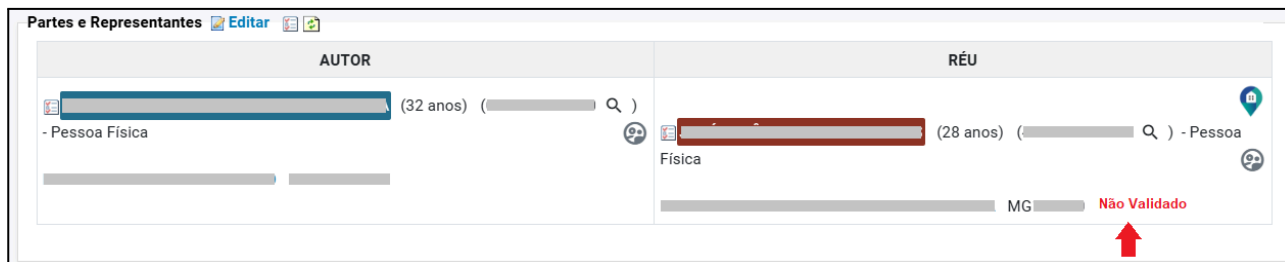 Partes e Representantes Editar
AUTOR
RÉU
(32 anos) ( )
- Pessoa Física
(28 anos) ( ) - Pessoa
Física
MG
Não Validado